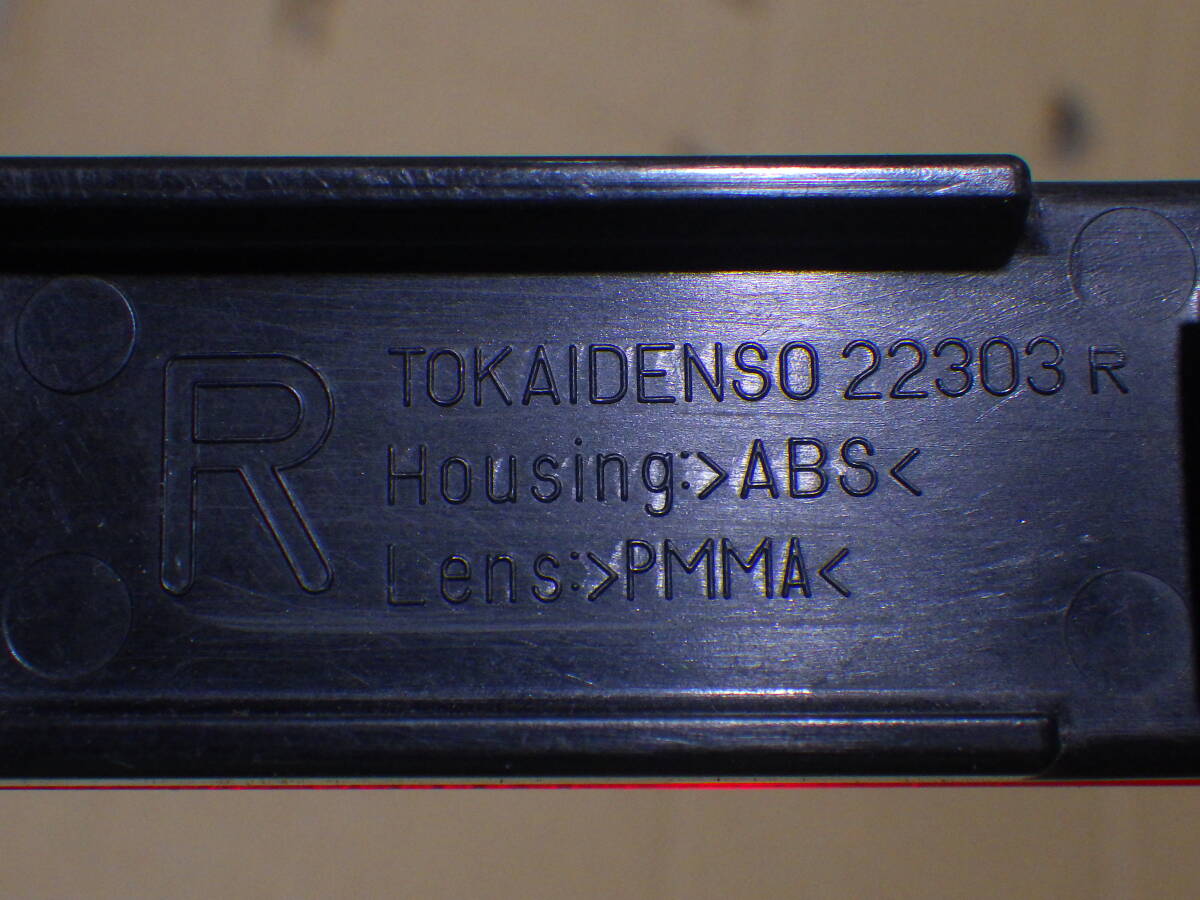 R
TOKAIDENSO 22303 R
Housing:>ABS<
Lens:>PMMA<